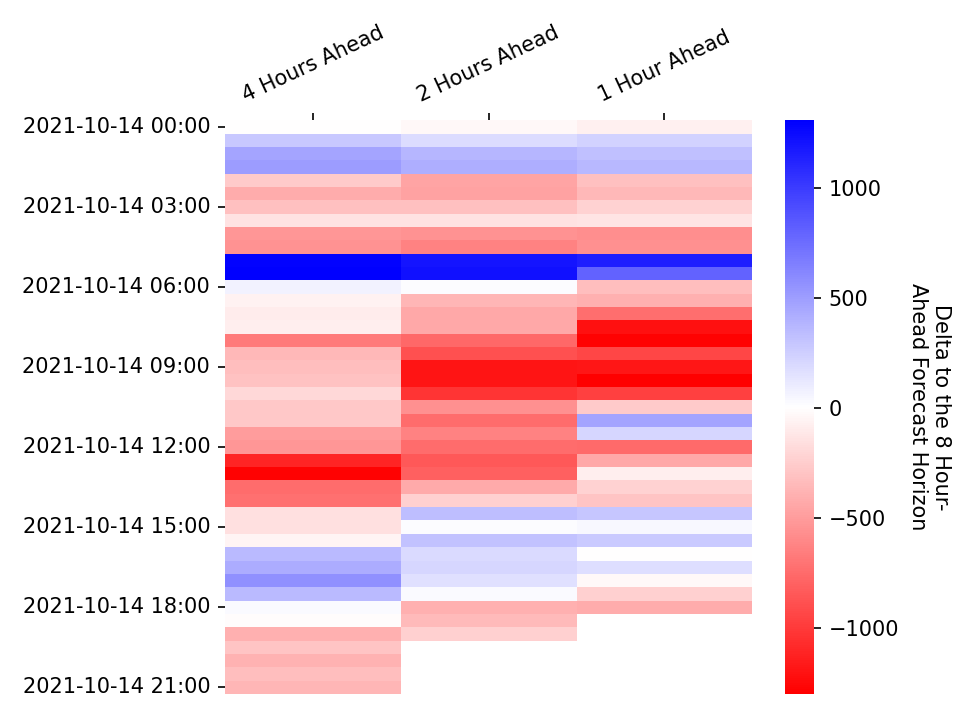 4 Hours Ahead
2 Hours Ahead
1 Hour Ahead
2021-10-14 00:00
2021-10-14 03:00
2021-10-14 06:00
2021-10-14 09:00
2021-10-14 12:00
2021-10-14 15:00
2021-10-14 18:00
2021-10-14 21:00
1000
500
0
−500
−1000
Delta to the 8 Hour-
Ahead Forecast Horizon